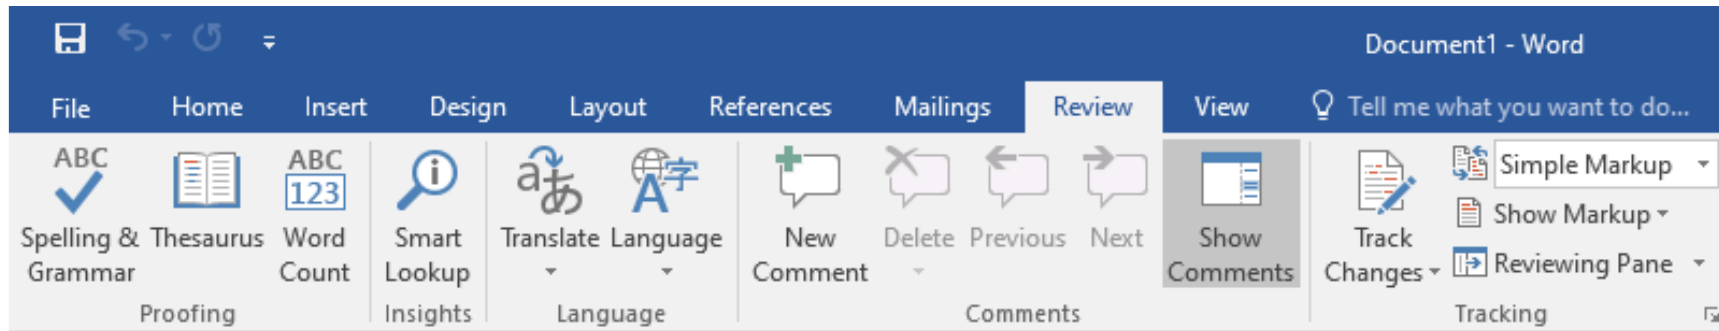 Document1 - Word
File Home Insert Design Layout References Mailings Review View Tell me what you want to do...
ABC ABC
123 i a あ A 字 Simple Markup
Spelling & Thesaurus Word Smart Translate Language New Delete Previous Next Show Track Show Markup
Grammar Count Lookup Comment Comments Changes Reviewing Pane
Proofing Insights Language Comments Tracking